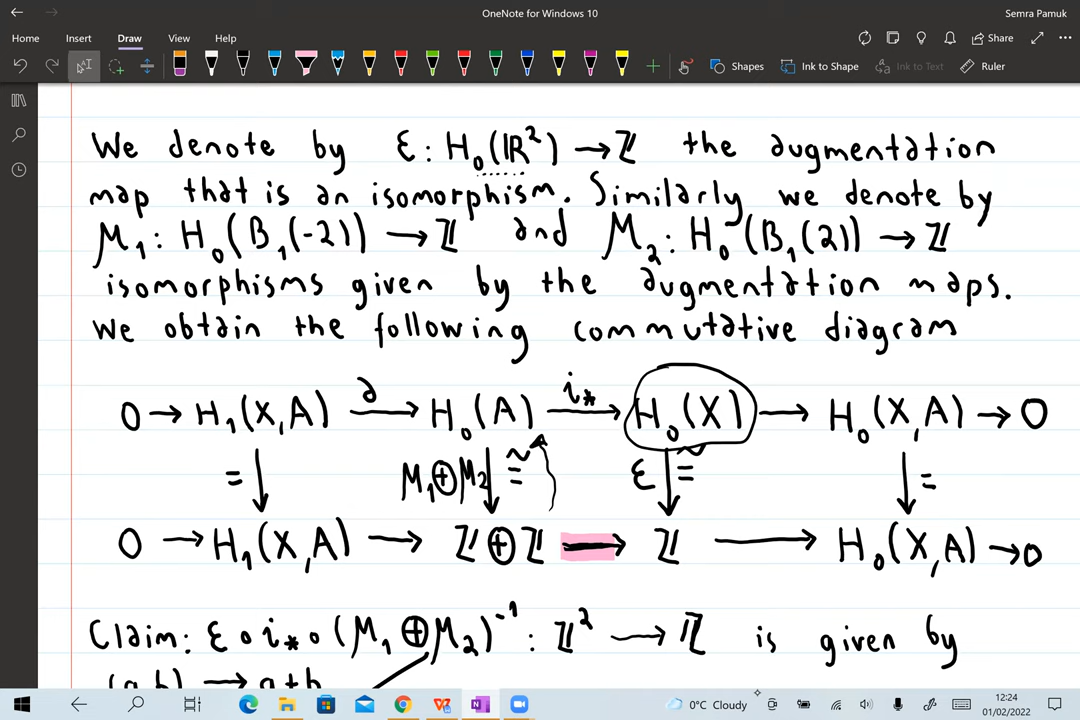 OneNote for Windows 10
Semra Pamuk
Home Insert Draw View Help
Share
Shapes Ink to Shape Ink to Text Ruler
We denote by ε : H₀(ℝ²) → ℤ the augmentation
map that is an isomorphism. Similarly we denote by
M₁ : H₀(B₁(-2)) → ℤ and M₂ : H₀(B₁(2)) → ℤ
isomorphisms given by the augmentation maps.
We obtain the following commutative diagram
∂ i*
0 → H₁(X,A) → H₀(A) → H₀(X) → H₀(X,A) → 0
= ↓ M₁⊕M₂ ↓ ≅ ε ↓ ≅ ↓ =
0 → H₁(X,A) → ℤ ⊕ ℤ → ℤ → H₀(X,A) → 0
Claim: ε∘i*∘(M₁⊕M₂)⁻¹ : ℤ² → ℤ is given by
(a,b) → a+b
0°C Cloudy
12:24
01/02/2022